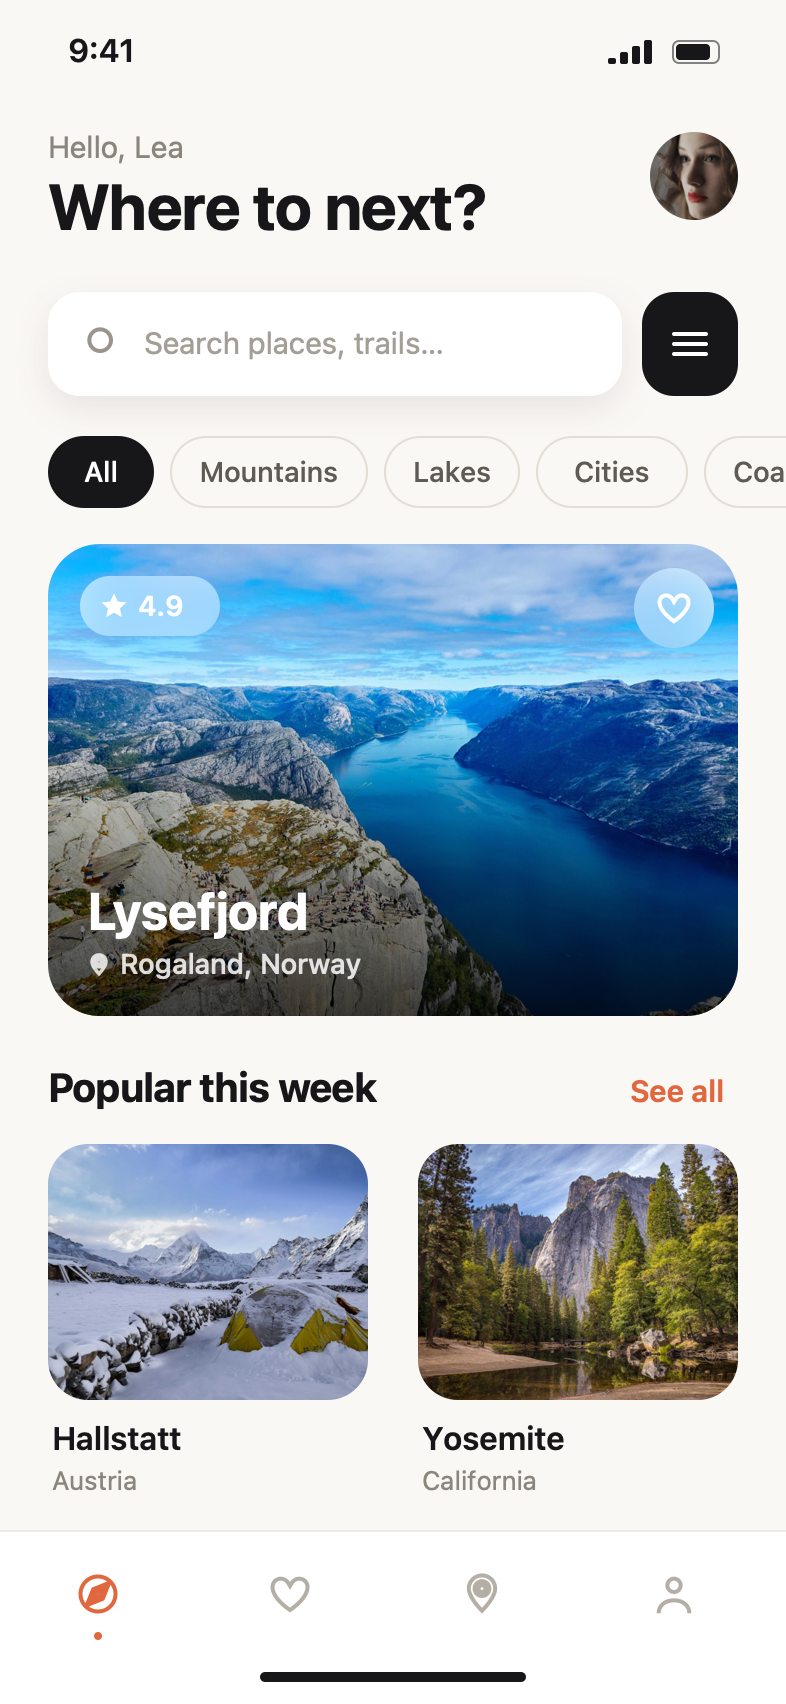 9:41
Hello, Lea
Where to next?
Search places, trails...
All
Mountains
Lakes
Cities
Coa
4.9
Lysefjord
Rogaland, Norway
Popular this week
See all
Hallstatt
Austria
Yosemite
California